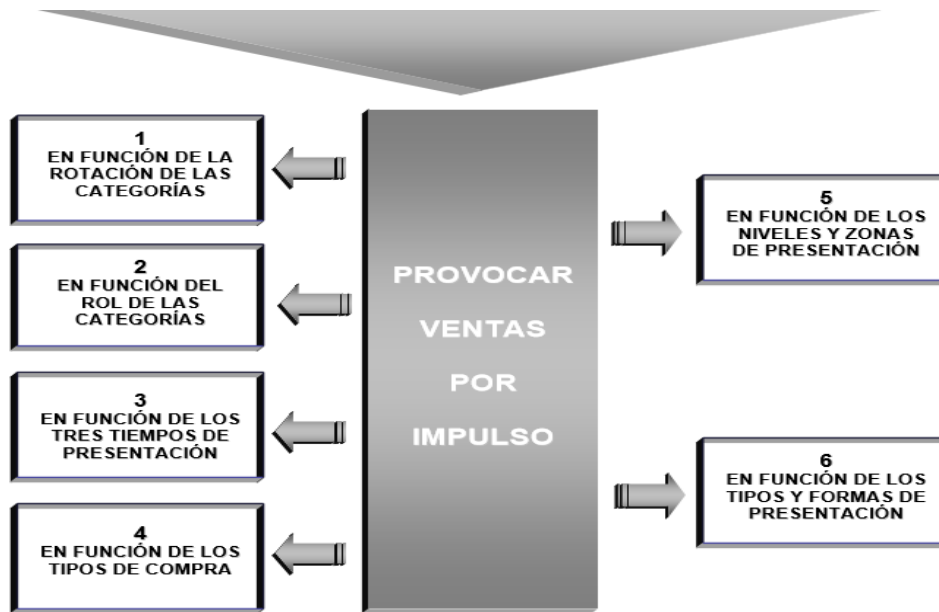 1
EN FUNCIÓN DE LA
ROTACIÓN DE LAS
CATEGORÍAS
2
EN FUNCIÓN DEL
ROL DE LAS
CATEGORÍAS
3
EN FUNCIÓN DE LOS
TRES TIEMPOS DE
PRESENTACIÓN
4
EN FUNCIÓN DE LOS
TIPOS DE COMPRA
PROVOCAR
VENTAS
POR
IMPULSO
5
EN FUNCIÓN DE LOS
NIVELES Y ZONAS
DE PRESENTACIÓN
6
EN FUNCIÓN DE LOS
TIPOS Y FORMAS DE
PRESENTACIÓN